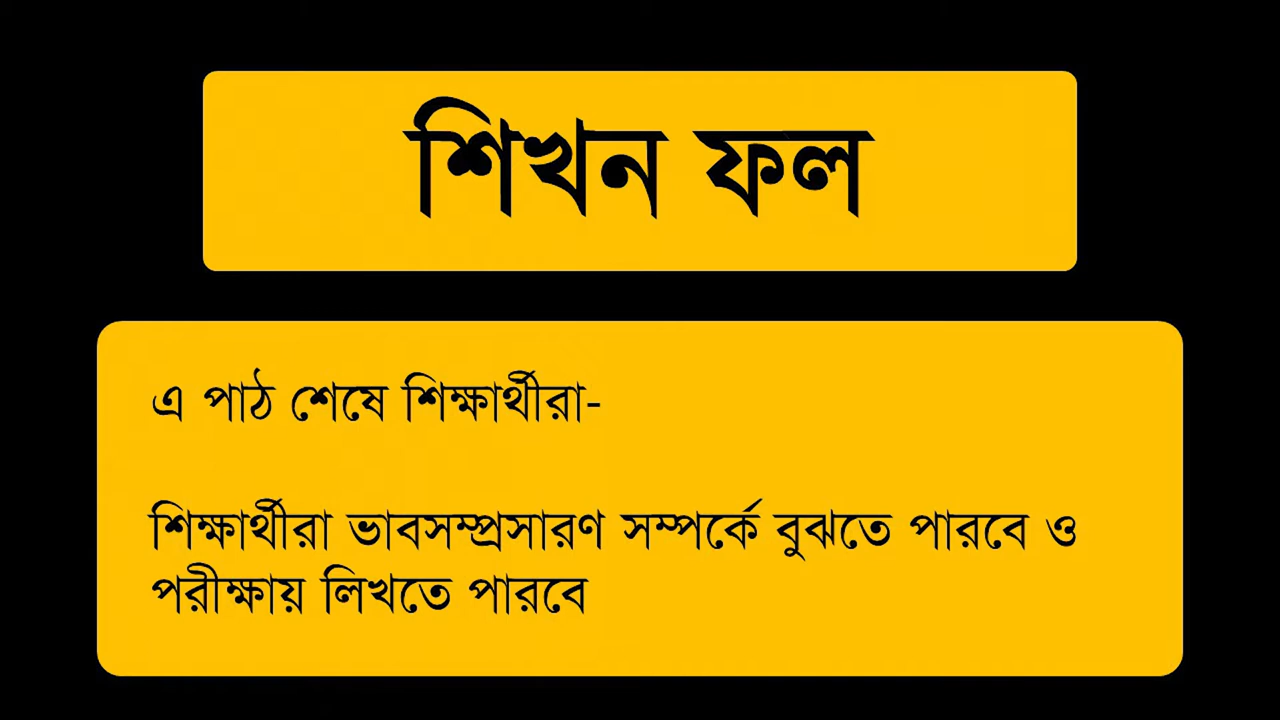 শিখন ফল
এ পাঠ শেষে শিক্ষার্থীরা-
শিক্ষার্থীরা ভাবসম্প্রসারণ সম্পর্কে বুঝতে পারবে ও
পরীক্ষায় লিখতে পারবে